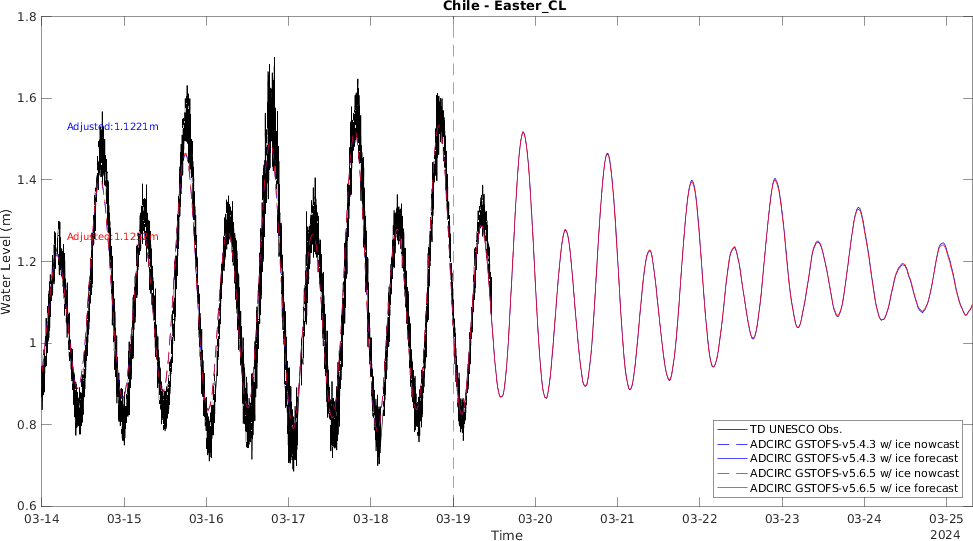 Chile - Easter_CL
1.8
1.6
1.4
1.2
1
0.8
0.6
Water Level (m)
Adjusted:1.1221m
03-14
03-15
03-16
03-17
03-18
03-19
03-20
03-21
03-22
03-23
03-24
03-25
2024
Time
TD UNESCO Obs.
ADCIRC GSTOFS-v5.4.3 w/ ice nowcast
ADCIRC GSTOFS-v5.4.3 w/ ice forecast
ADCIRC GSTOFS-v5.6.5 w/ ice nowcast
ADCIRC GSTOFS-v5.6.5 w/ ice forecast